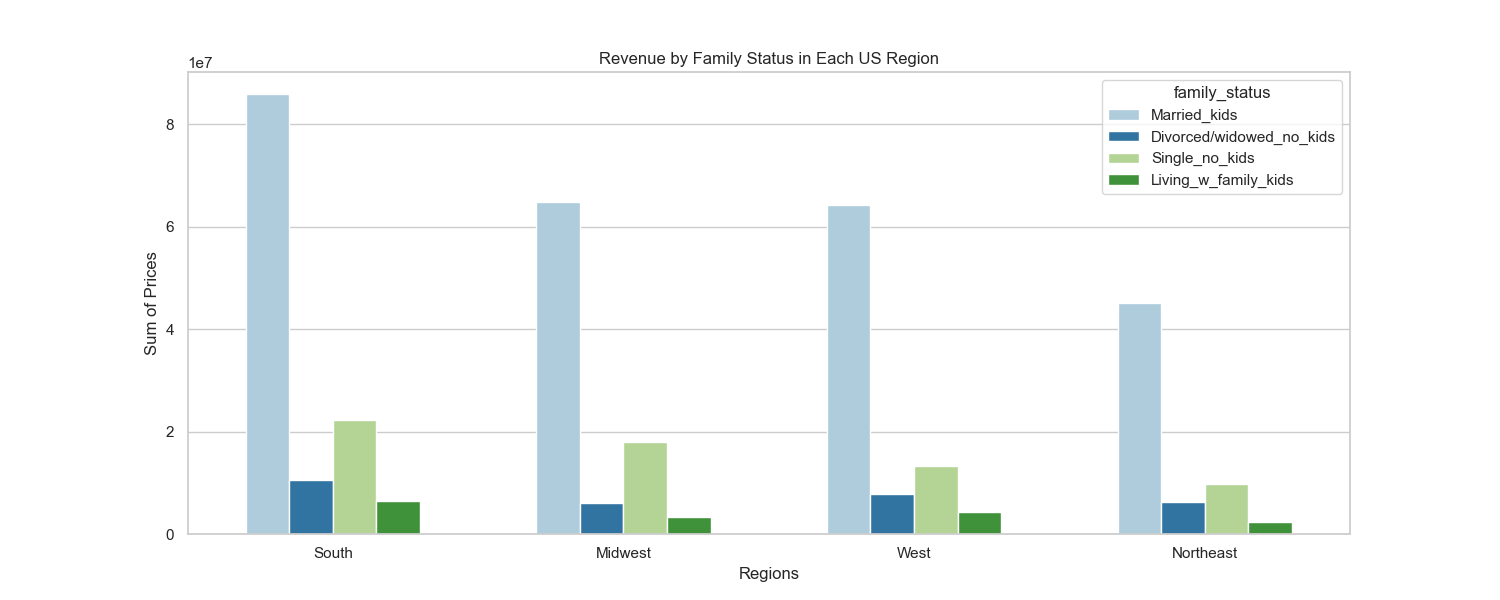 Revenue by Family Status in Each US Region
1e7
family_status
Married_kids
Divorced/widowed_no_kids
Single_no_kids
Living_w_family_kids
8
6
4
2
0
Sum of Prices
South Midwest West Northeast
Regions